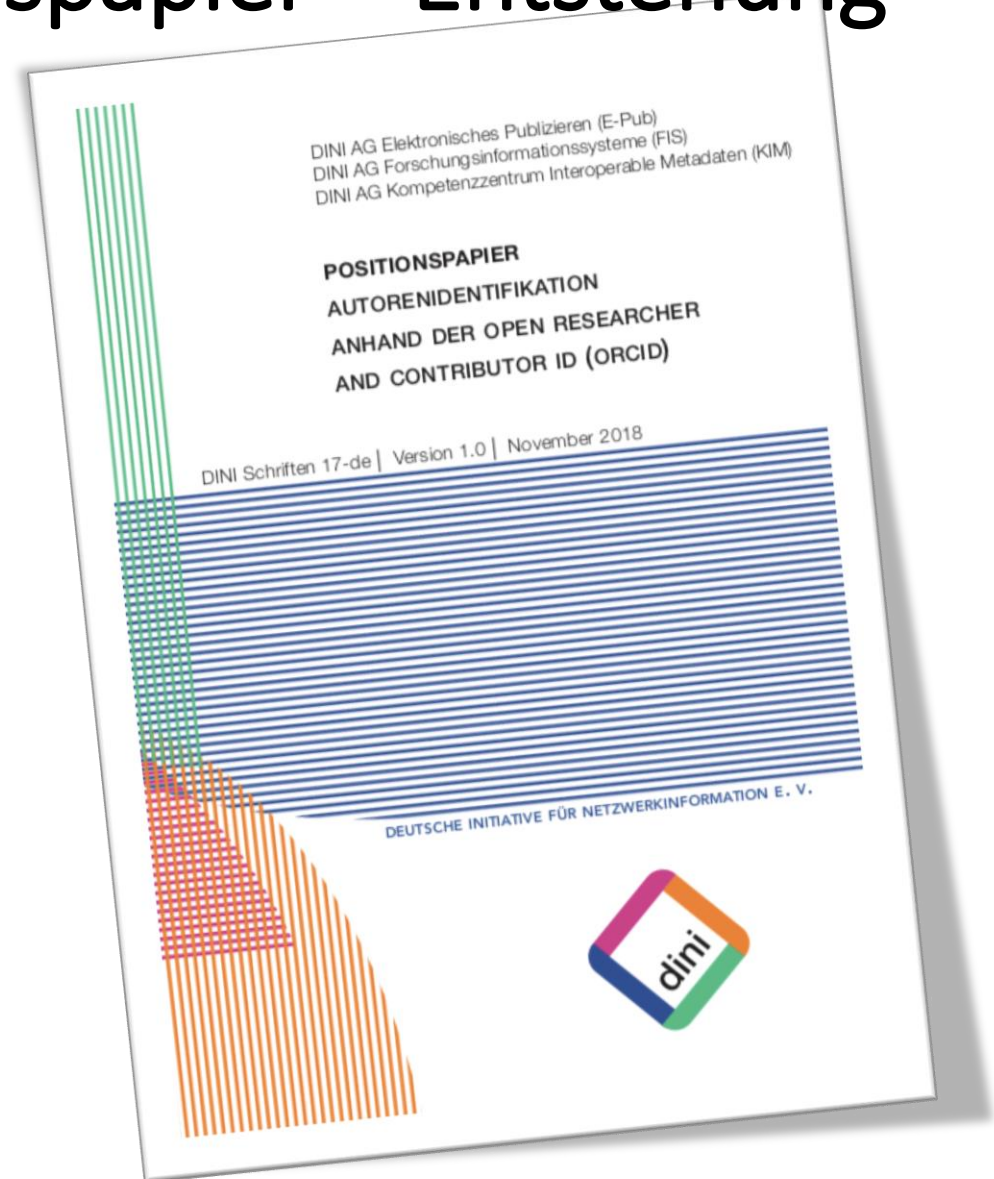 DINI AG Elektronisches Publizieren (E-Pub)
DINI AG Forschungsinformationssysteme (FIS)
DINI AG Kompetenzzentrum Interoperable Metadaten (KIM)
POSITIONSPAPIER
AUTORENIDENTIFIKATION
ANHAND DER OPEN RESEARCHER
AND CONTRIBUTOR ID (ORCID)
DINI Schriften 17-de | Version 1.0 | November 2018
DEUTSCHE INITIATIVE FÜR NETZWERKINFORMATION E. V.
dini